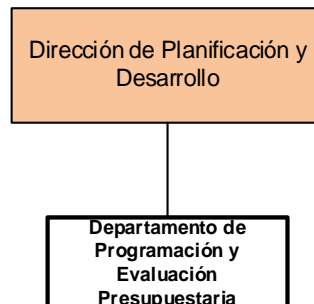 Dirección de Planificación y
Desarrollo
Departamento de
Programación y
Evaluación
Presupuestaria